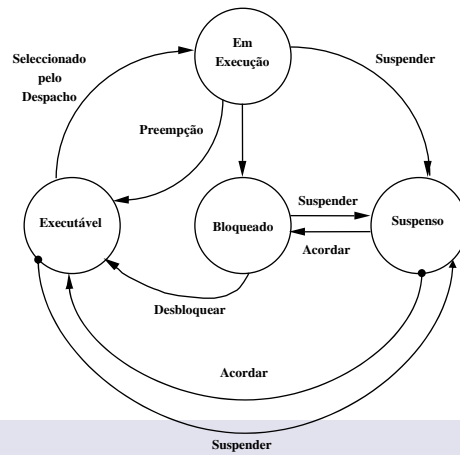 Em
Execução
Seleccionado
pelo
Despacho
Suspender
Preempção
Executável
Bloqueado
Suspender
Acordar
Suspenso
Desbloquear
Acordar
Suspender